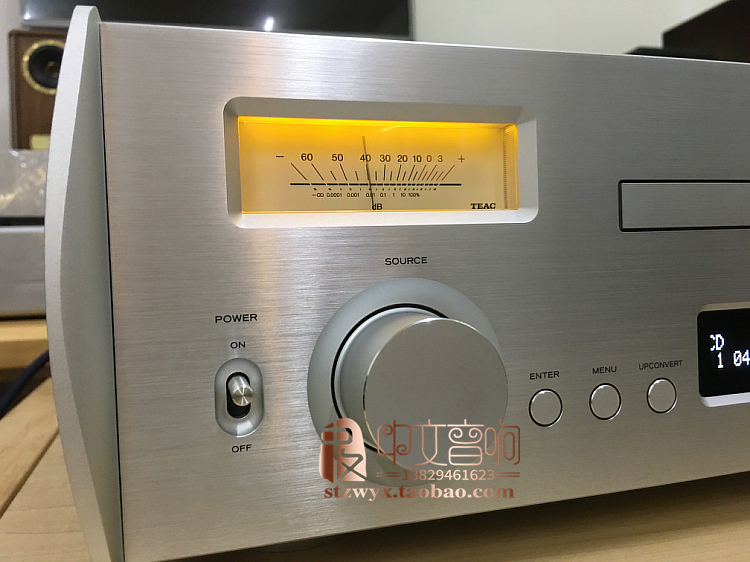 − 60 50 40 30 20 10 0 3 +
−∞ 0.0001 0.001 0.01 0.1 1 10 100%
dB TEAC
SOURCE
POWER
ON
OFF
ENTER MENU UPCONVERT
CD
1 04
中文音响
13829461623
stzwyx.taobao.com